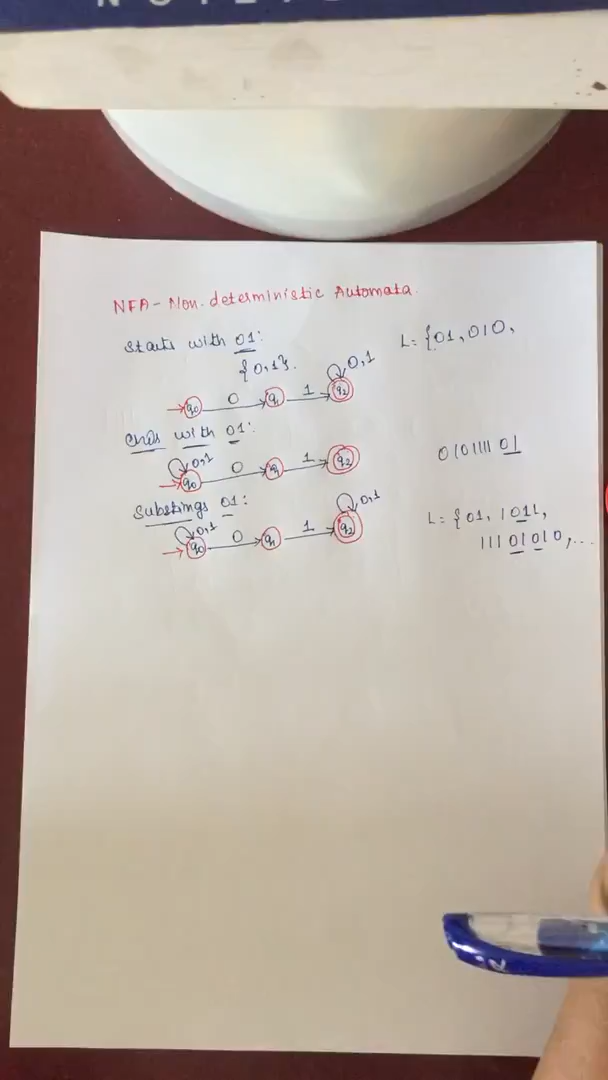 NFA - Non. deterministic Automata.
Starts with 01:
L = {01, 010,
{0,1}.
q0 0 q1 1 q2 0,1
Ends with 01:
q0 0,1 0 q1 1 q2
0101111 01
Substings 01:
L = {01, 1011,
q0 0,1 0 q1 1 q2 0,1
111 01010, ...